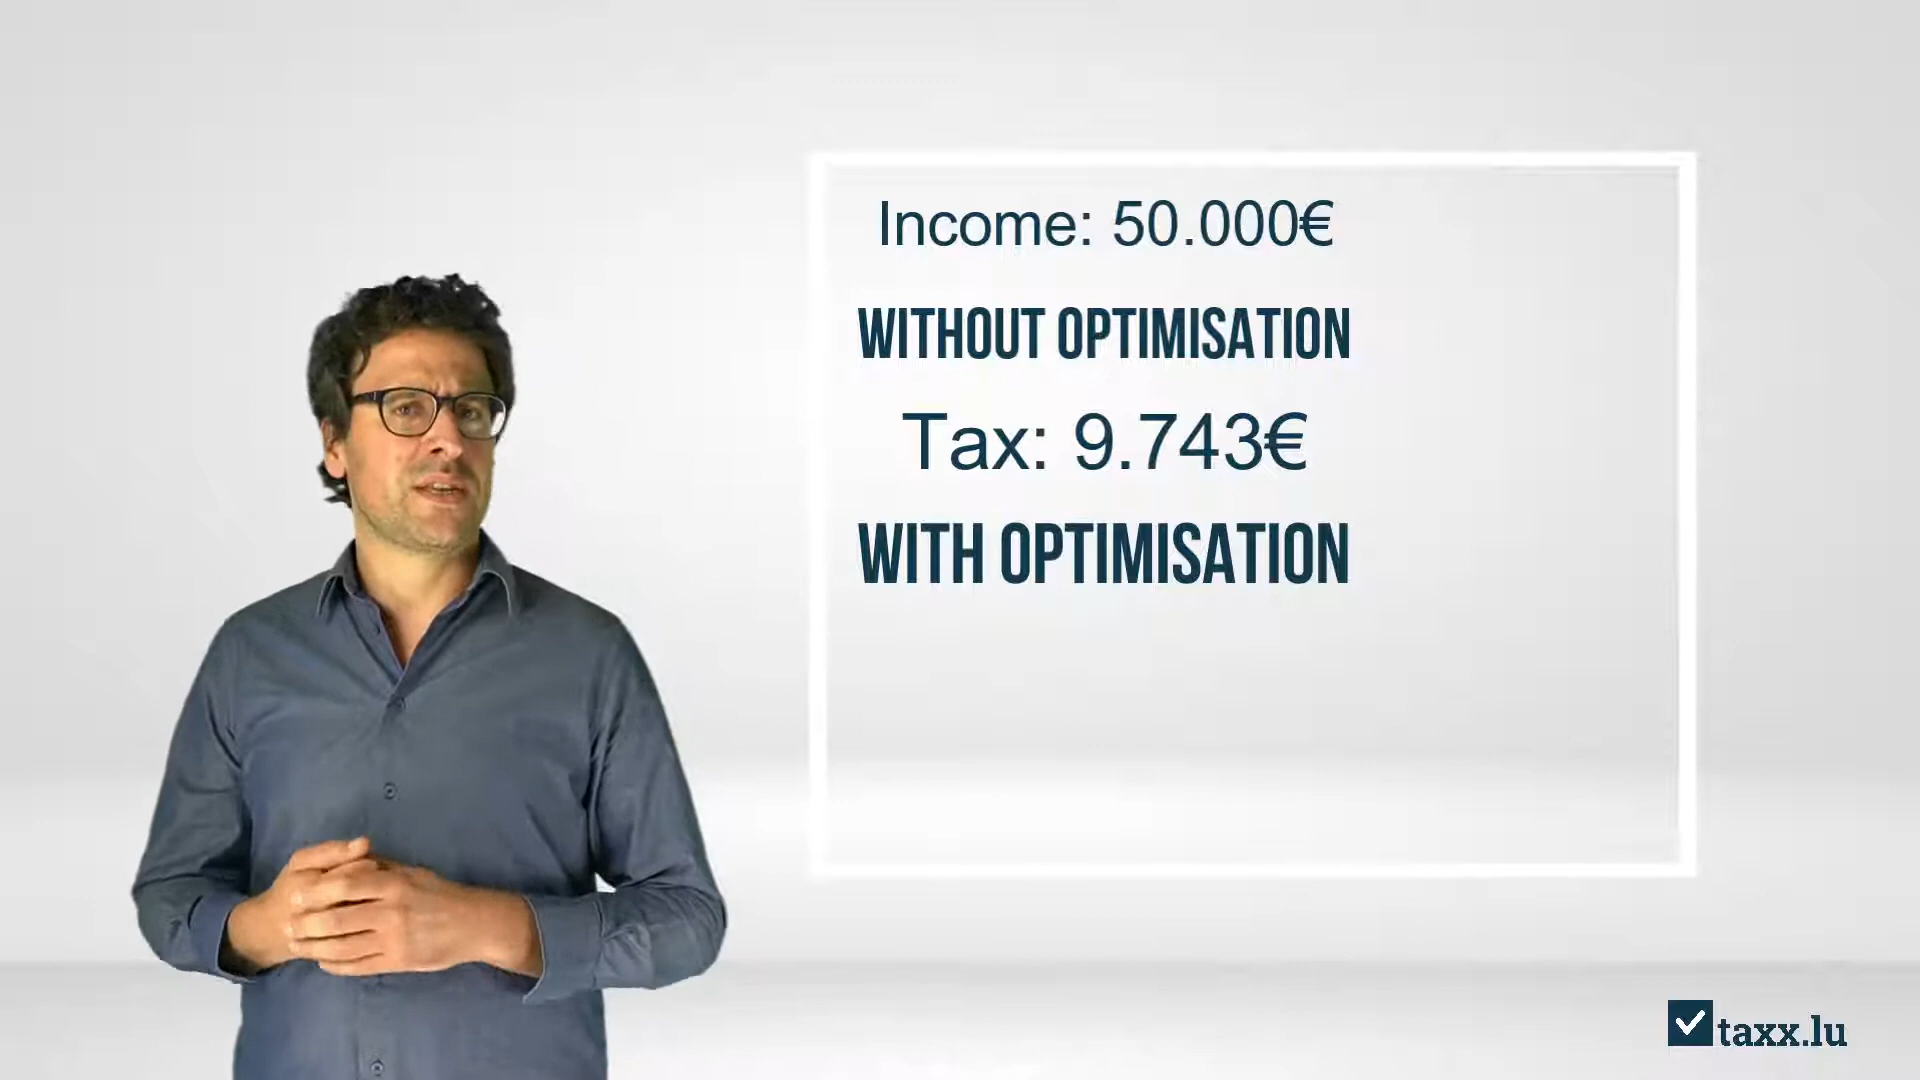 Income: 50.000€
WITHOUT OPTIMISATION
Tax: 9.743€
WITH OPTIMISATION
taxx.lu